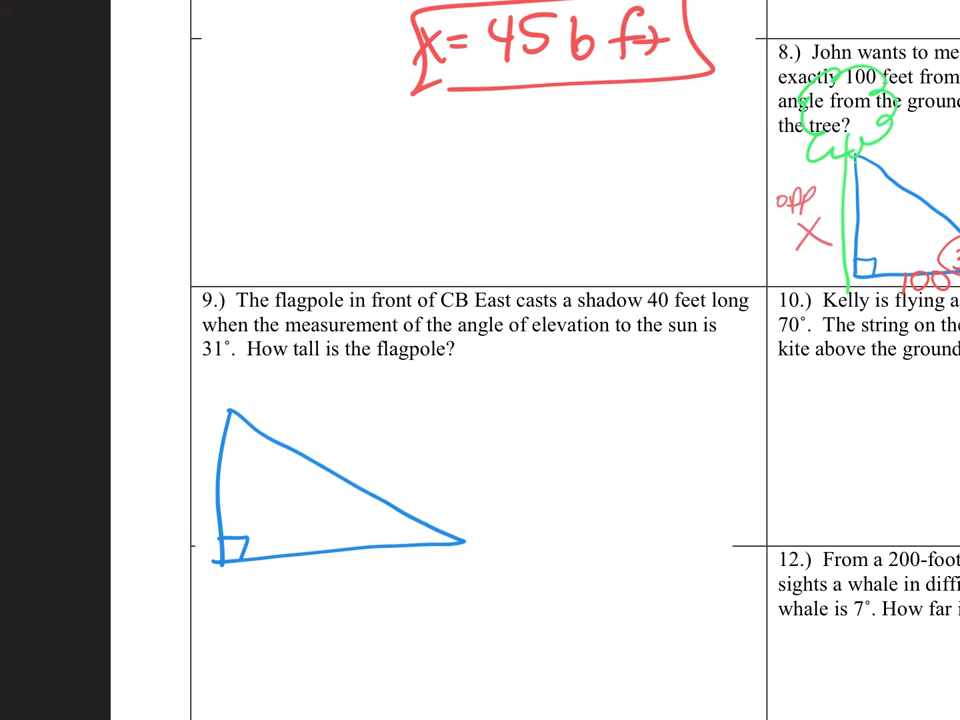 x = 456 ft
8.) John wants to me
exactly 100 feet from
angle from the ground
the tree?
opp
X
100
9.) The flagpole in front of CB East casts a shadow 40 feet long
when the measurement of the angle of elevation to the sun is
31˚. How tall is the flagpole?
10.) Kelly is flying a
70˚. The string on the
kite above the ground
12.) From a 200-foot
sights a whale in diffi
whale is 7˚. How far i